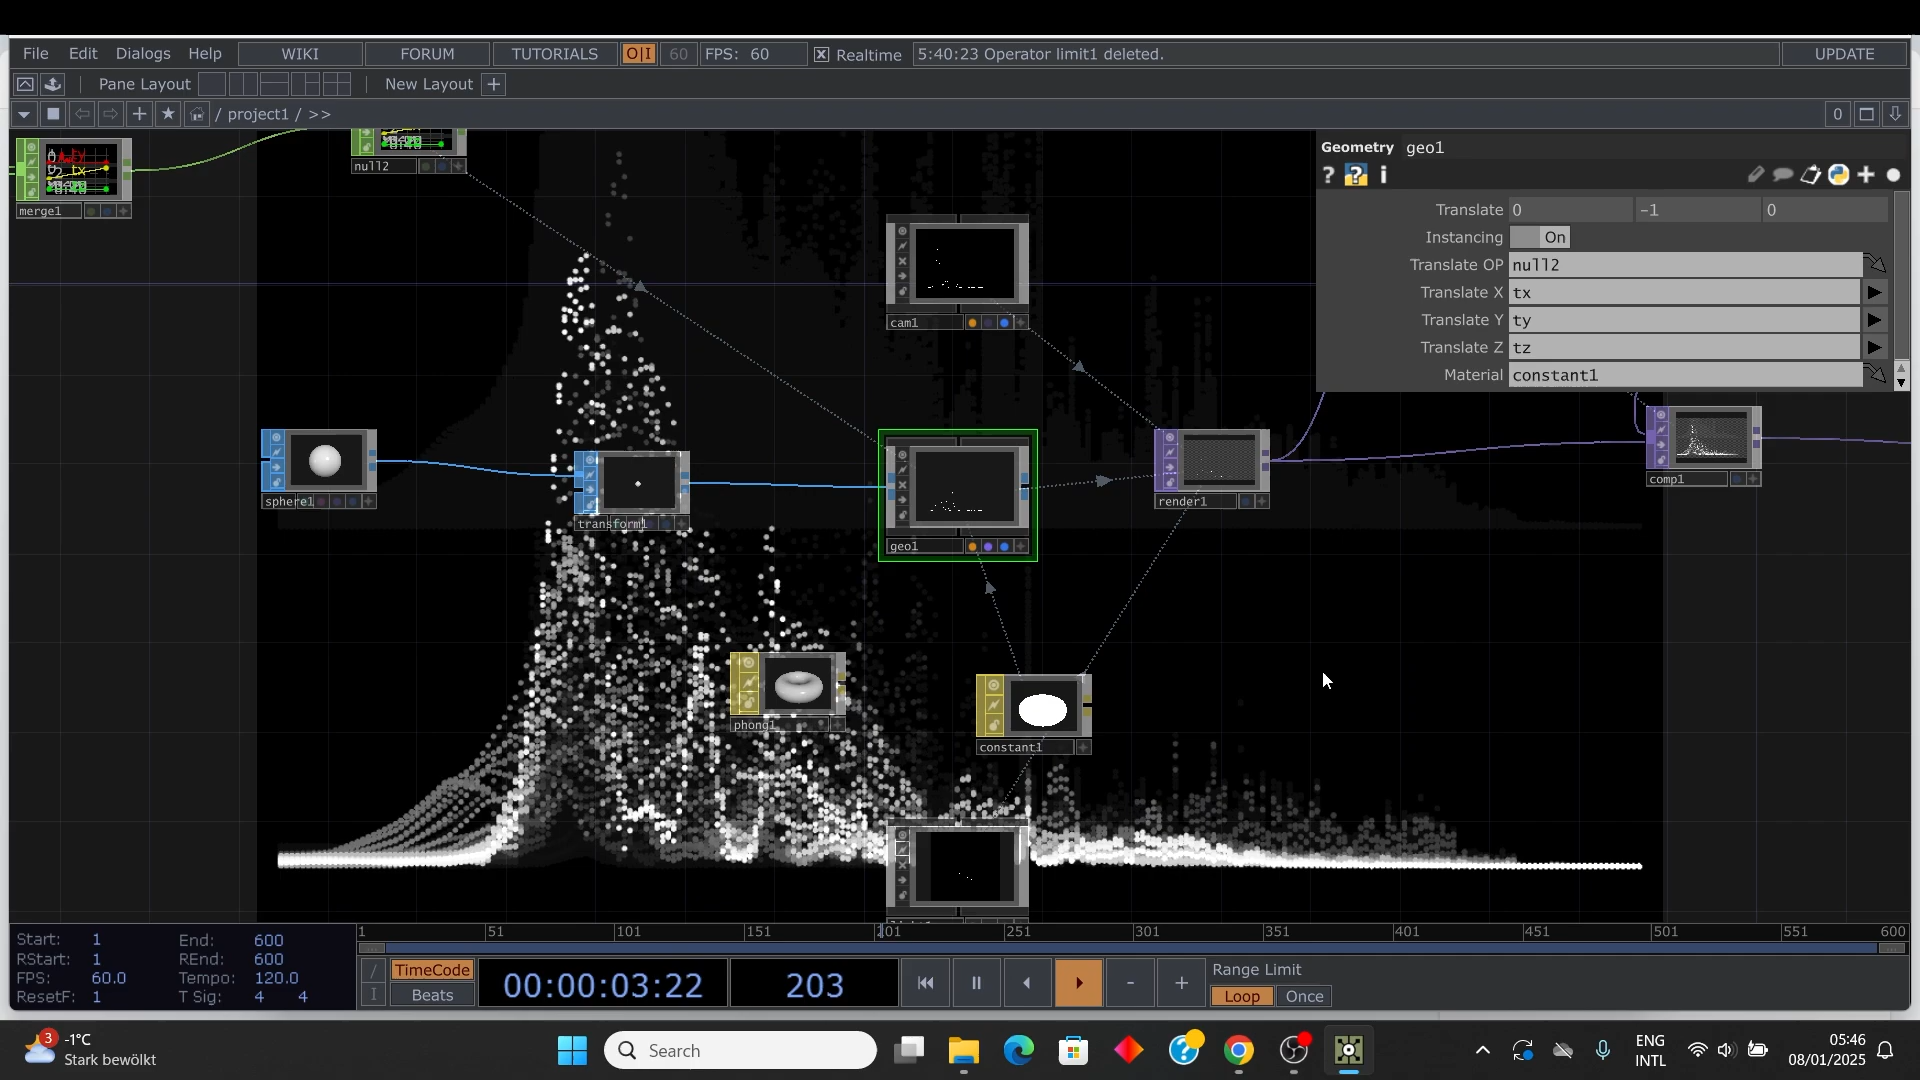 File Edit Dialogs Help WIKI FORUM TUTORIALS O|I 60 FPS: 60 Realtime 5:40:23 Operator limit1 deleted. UPDATE
Pane Layout New Layout +
/ project1 / >> 0
Geometry geo1
? ? i
Translate 0 -1 0
Instancing On
Translate OP null2
Translate X tx
Translate Y ty
Translate Z tz
Material constant1
merge1
null2
cam1
sphere1
transform1
geo1
render1
comp1
phong1
constant1
Start: 1 End: 600
RStart: 1 REnd: 600
FPS: 60.0 Tempo: 120.0
ResetF: 1 T Sig: 4 4
1 51 101 151 201 251 301 351 401 451 501 551 600
TimeCode
Beats
00:00:03:22 203
- +
Range Limit
Loop Once
3
-1°C
Stark bewölkt
Search
ENG
INTL
05:46
08/01/2025